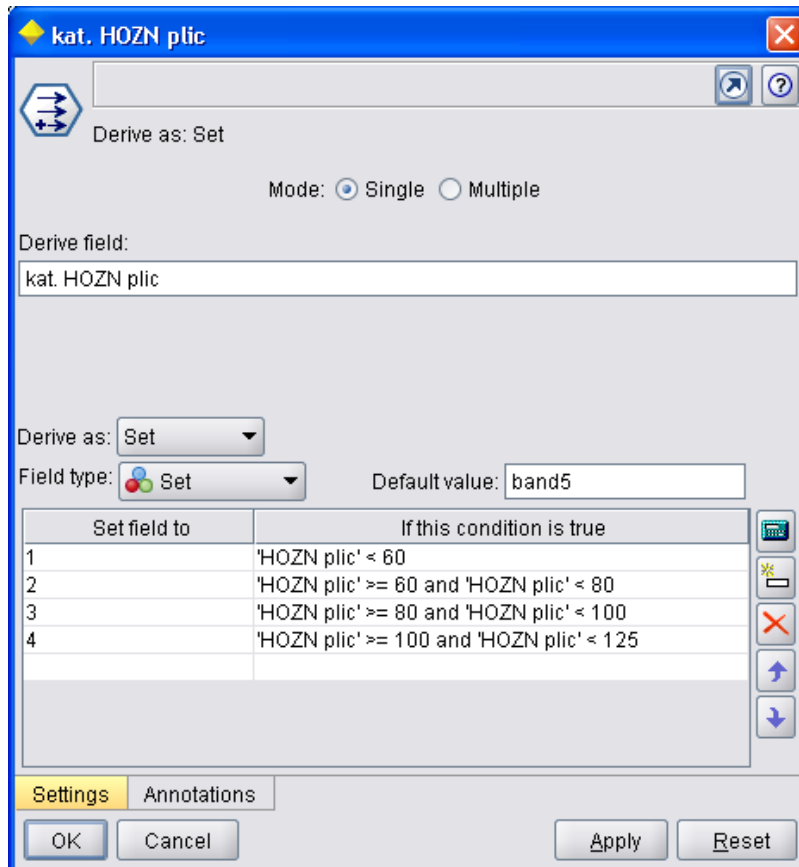 kat. HOZN plic
Derive as: Set
Mode: Single Multiple
Derive field:
kat. HOZN plic
Derive as: Set
Field type: Set Default value: band5
Set field to If this condition is true
1 'HOZN plic' < 60
2 'HOZN plic' >= 60 and 'HOZN plic' < 80
3 'HOZN plic' >= 80 and 'HOZN plic' < 100
4 'HOZN plic' >= 100 and 'HOZN plic' < 125
Settings Annotations
OK Cancel Apply Reset